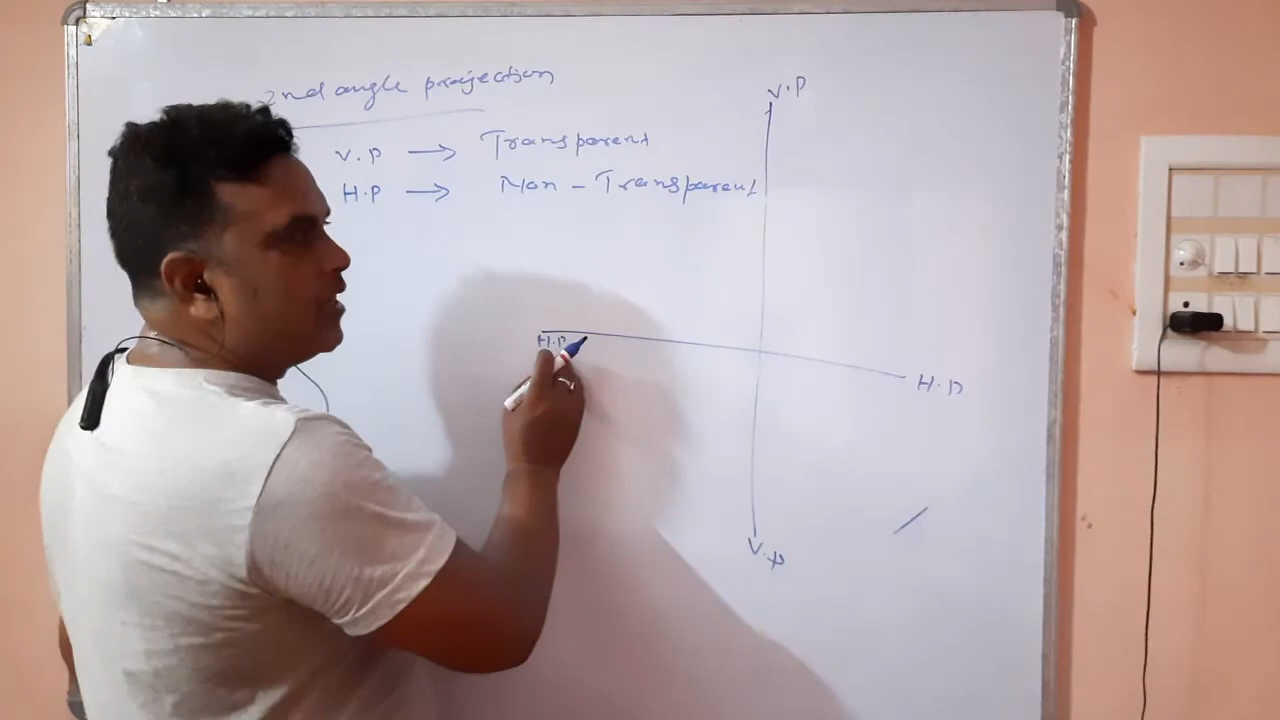 2nd angle projection
V.P → Transparent
H.P → Non - Transparent
V.P
H.P
H.P
V.P